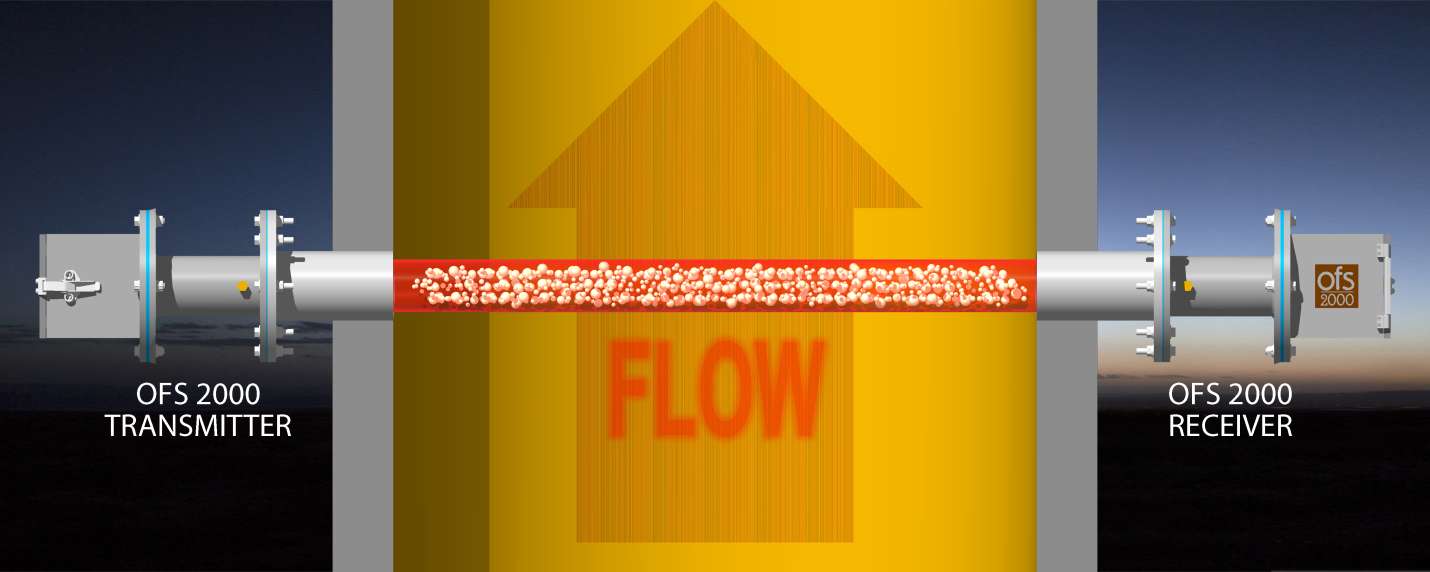 ofs
2000
FLOW
OFS 2000
TRANSMITTER
OFS 2000
RECEIVER